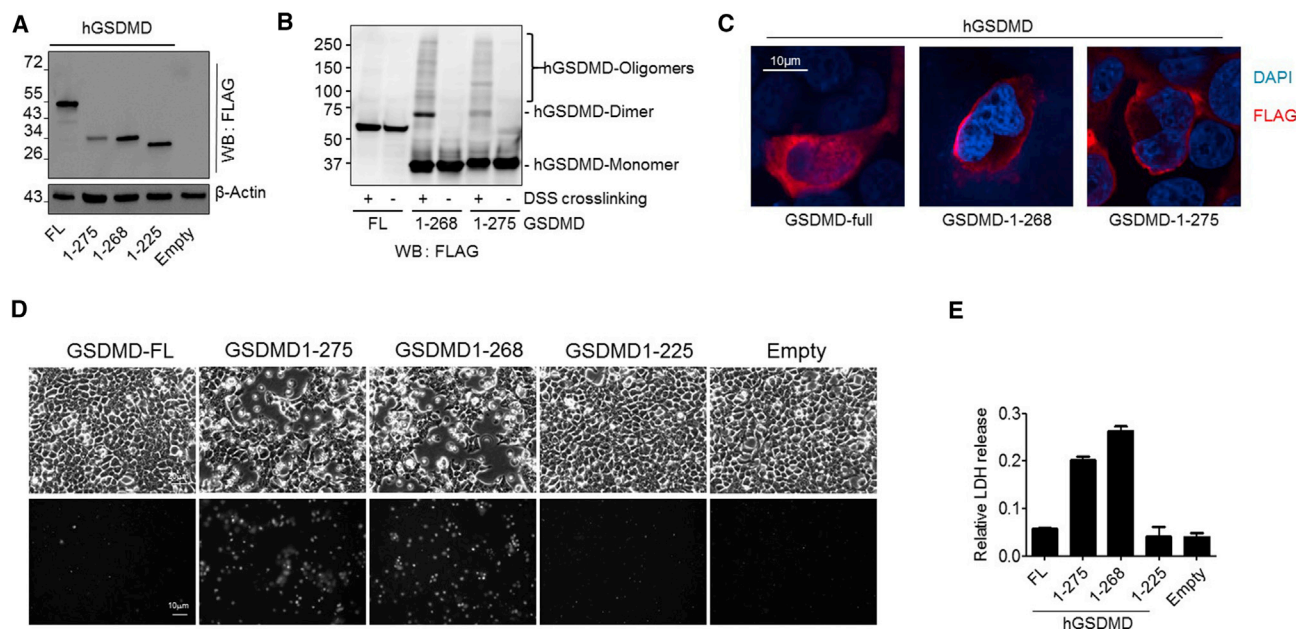 A
hGSDMD
72
55
43
34
26
WB : FLAG
43
β-Actin
FL
1-275
1-268
1-225
Empty
B
250
150
100
75
50
37
hGSDMD-Oligomers
- hGSDMD-Dimer
- hGSDMD-Monomer
+ - + - + - DSS crosslinking
FL 1-268 1-275 GSDMD
WB : FLAG
C
hGSDMD
10µm
DAPI
FLAG
GSDMD-full GSDMD-1-268 GSDMD-1-275
D
GSDMD-FL GSDMD1-275 GSDMD1-268 GSDMD1-225 Empty
10µm
E
Relative LDH release
0.3
0.2
0.1
0.0
FL
1-275
1-268
1-225
Empty
hGSDMD